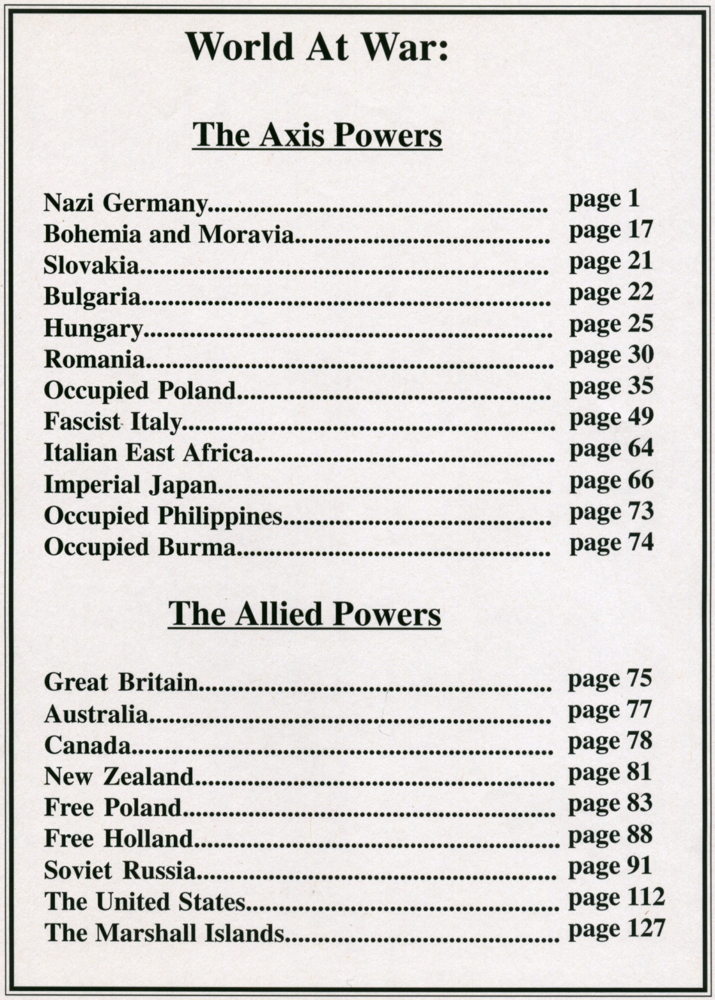 World At War:
The Axis Powers
Nazi Germany.................................................... page 1
Bohemia and Moravia....................................... page 17
Slovakia.............................................................. page 21
Bulgaria.............................................................. page 22
Hungary.............................................................. page 25
Romania.............................................................. page 30
Occupied Poland................................................ page 35
Fascist Italy......................................................... page 49
Italian East Africa.............................................. page 64
Imperial Japan................................................... page 66
Occupied Philippines......................................... page 73
Occupied Burma................................................ page 74
The Allied Powers
Great Britain...................................................... page 75
Australia............................................................. page 77
Canada................................................................ page 78
New Zealand....................................................... page 81
Free Poland......................................................... page 83
Free Holland........................................................ page 88
Soviet Russia....................................................... page 91
The United States................................................ page 112
The Marshall Islands.......................................... page 127